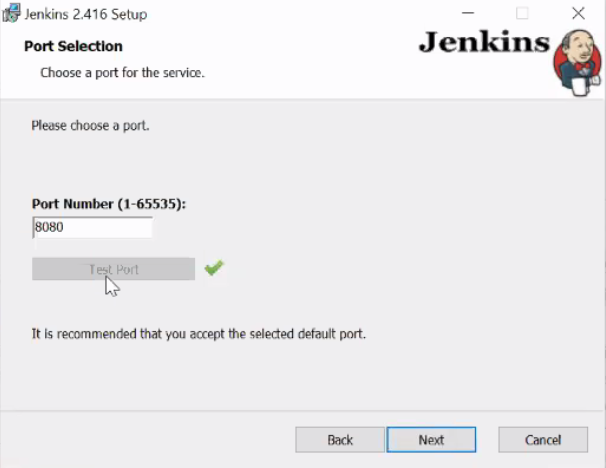 Jenkins 2.416 Setup
Port Selection
Jenkins
Choose a port for the service.
Please choose a port.
Port Number (1-65535):
8080
Test Port
It is recommended that you accept the selected default port.
Back
Next
Cancel